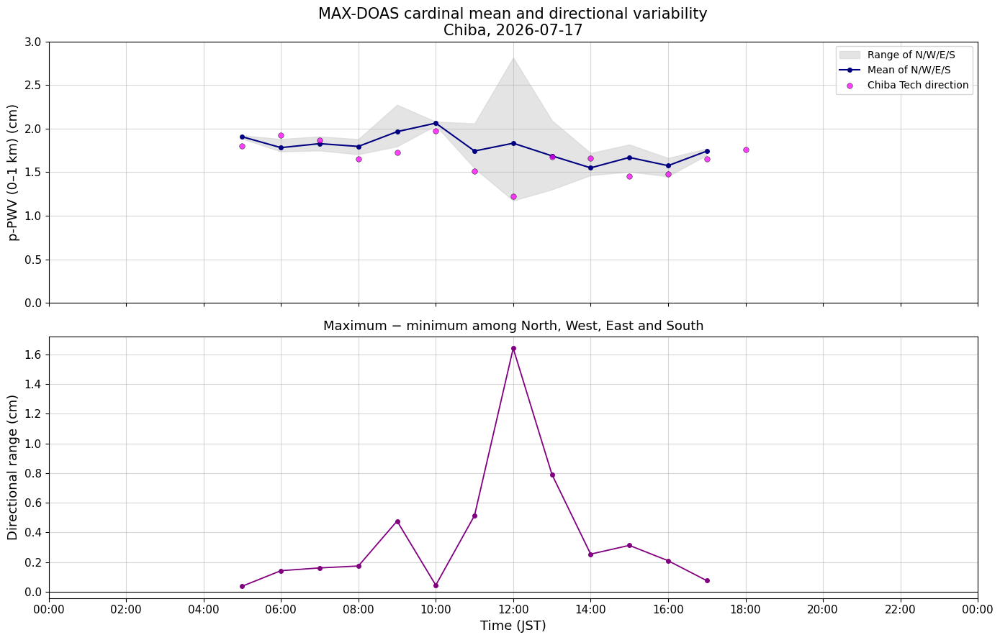 MAX-DOAS cardinal mean and directional variability
Chiba, 2026-07-17
p-PWV (0–1 km) (cm)
3.0
2.5
2.0
1.5
1.0
0.5
0.0
Range of N/W/E/S
Mean of N/W/E/S
Chiba Tech direction
Maximum − minimum among North, West, East and South
Directional range (cm)
1.6
1.4
1.2
1.0
0.8
0.6
0.4
0.2
0.0
00:00 02:00 04:00 06:00 08:00 10:00 12:00 14:00 16:00 18:00 20:00 22:00 00:00
Time (JST)